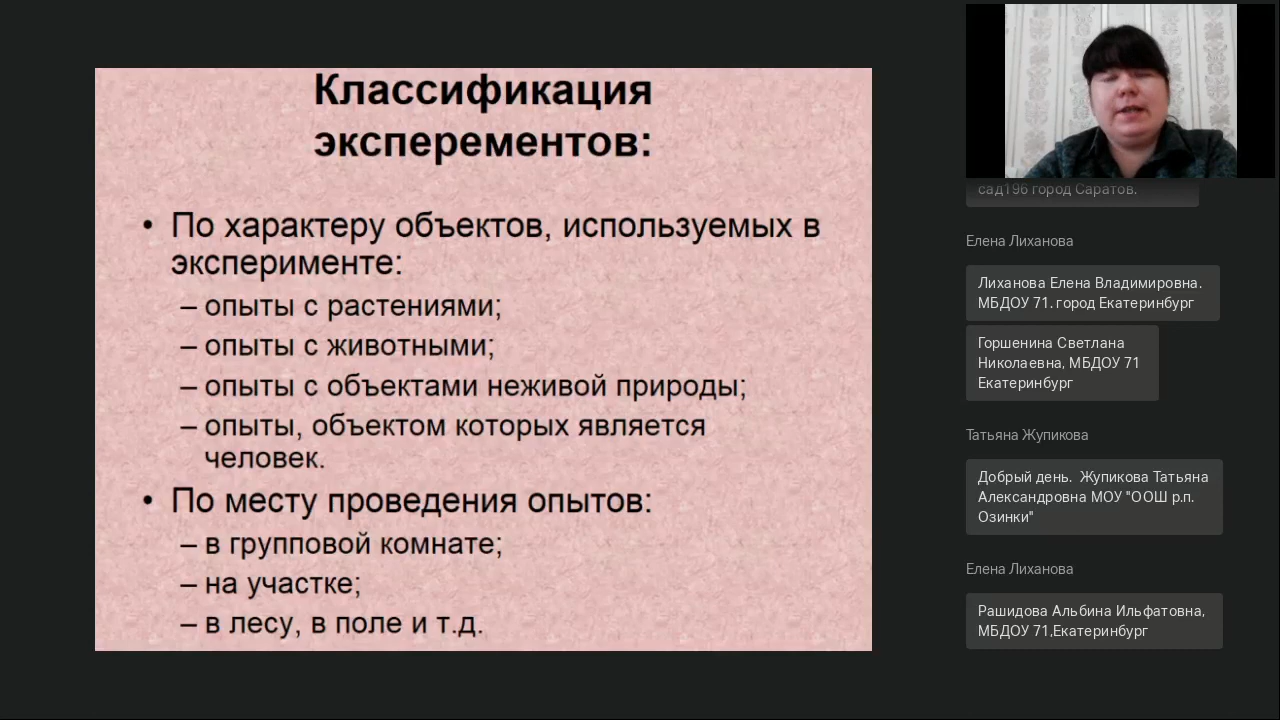 Классификация
эксперементов:
• По характеру объектов, используемых в
эксперименте:
– опыты с растениями;
– опыты с животными;
– опыты с объектами неживой природы;
– опыты, объектом которых является
человек.
• По месту проведения опытов:
– в групповой комнате;
– на участке;
– в лесу, в поле и т.д.
сад196 город Саратов.
Елена Лиханова
Лиханова Елена Владимировна.
МБДОУ 71. город Екатеринбург
Горшенина Светлана
Николаевна, МБДОУ 71
Екатеринбург
Татьяна Жупикова
Добрый день.  Жупикова Татьяна
Александровна МОУ "ООШ р.п.
Озинки"
Елена Лиханова
Рашидова Альбина Ильфатовна,
МБДОУ 71,Екатеринбург